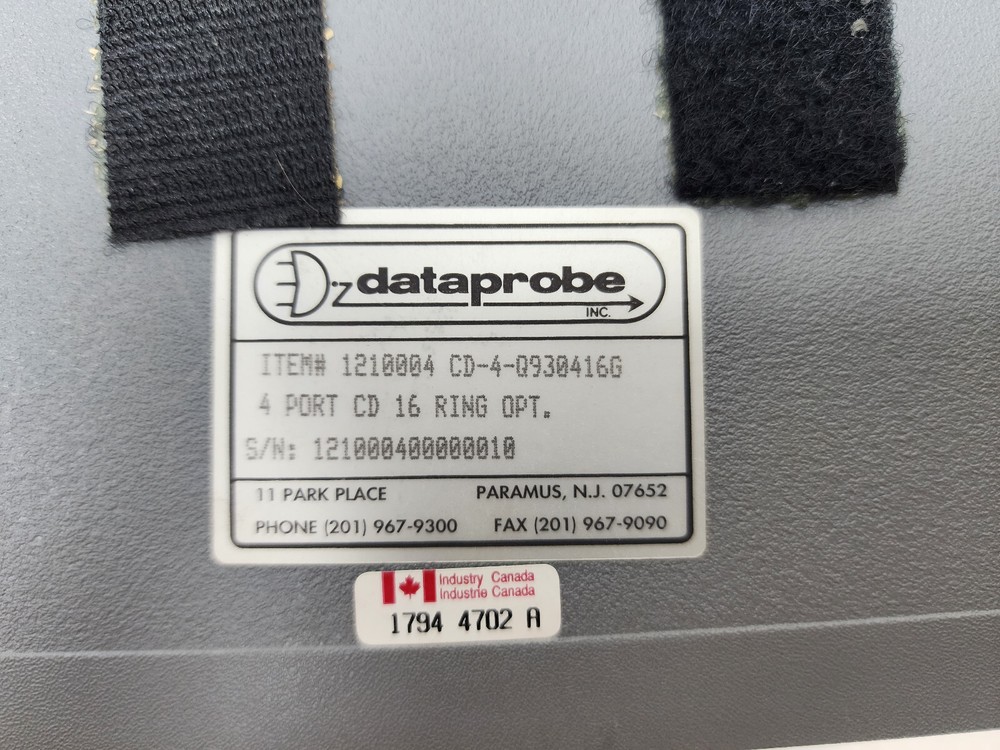 dataprobe
INC.
ITEM# 1210004 CD-4-Q930416G
4 PORT CD 16 RING OPT.
S/N: 121000400000010
11 PARK PLACE PARAMUS, N.J. 07652
PHONE (201) 967-9300 FAX (201) 967-9090
Industry Canada
Industrie Canada
1794 4702 A